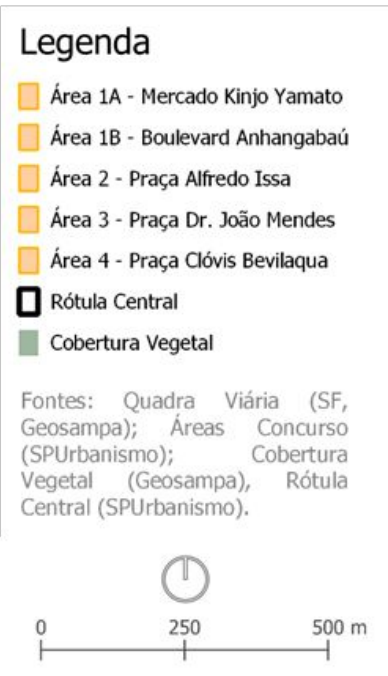 Legenda
Área 1A - Mercado Kinjo Yamato
Área 1B - Boulevard Anhangabaú
Área 2 - Praça Alfredo Issa
Área 3 - Praça Dr. João Mendes
Área 4 - Praça Clóvis Bevilaqua
Rótula Central
Cobertura Vegetal
Fontes: Quadra Viária (SF,
Geosampa); Áreas Concurso
(SPUrbanismo); Cobertura
Vegetal (Geosampa), Rótula
Central (SPUrbanismo).
0 250 500 m